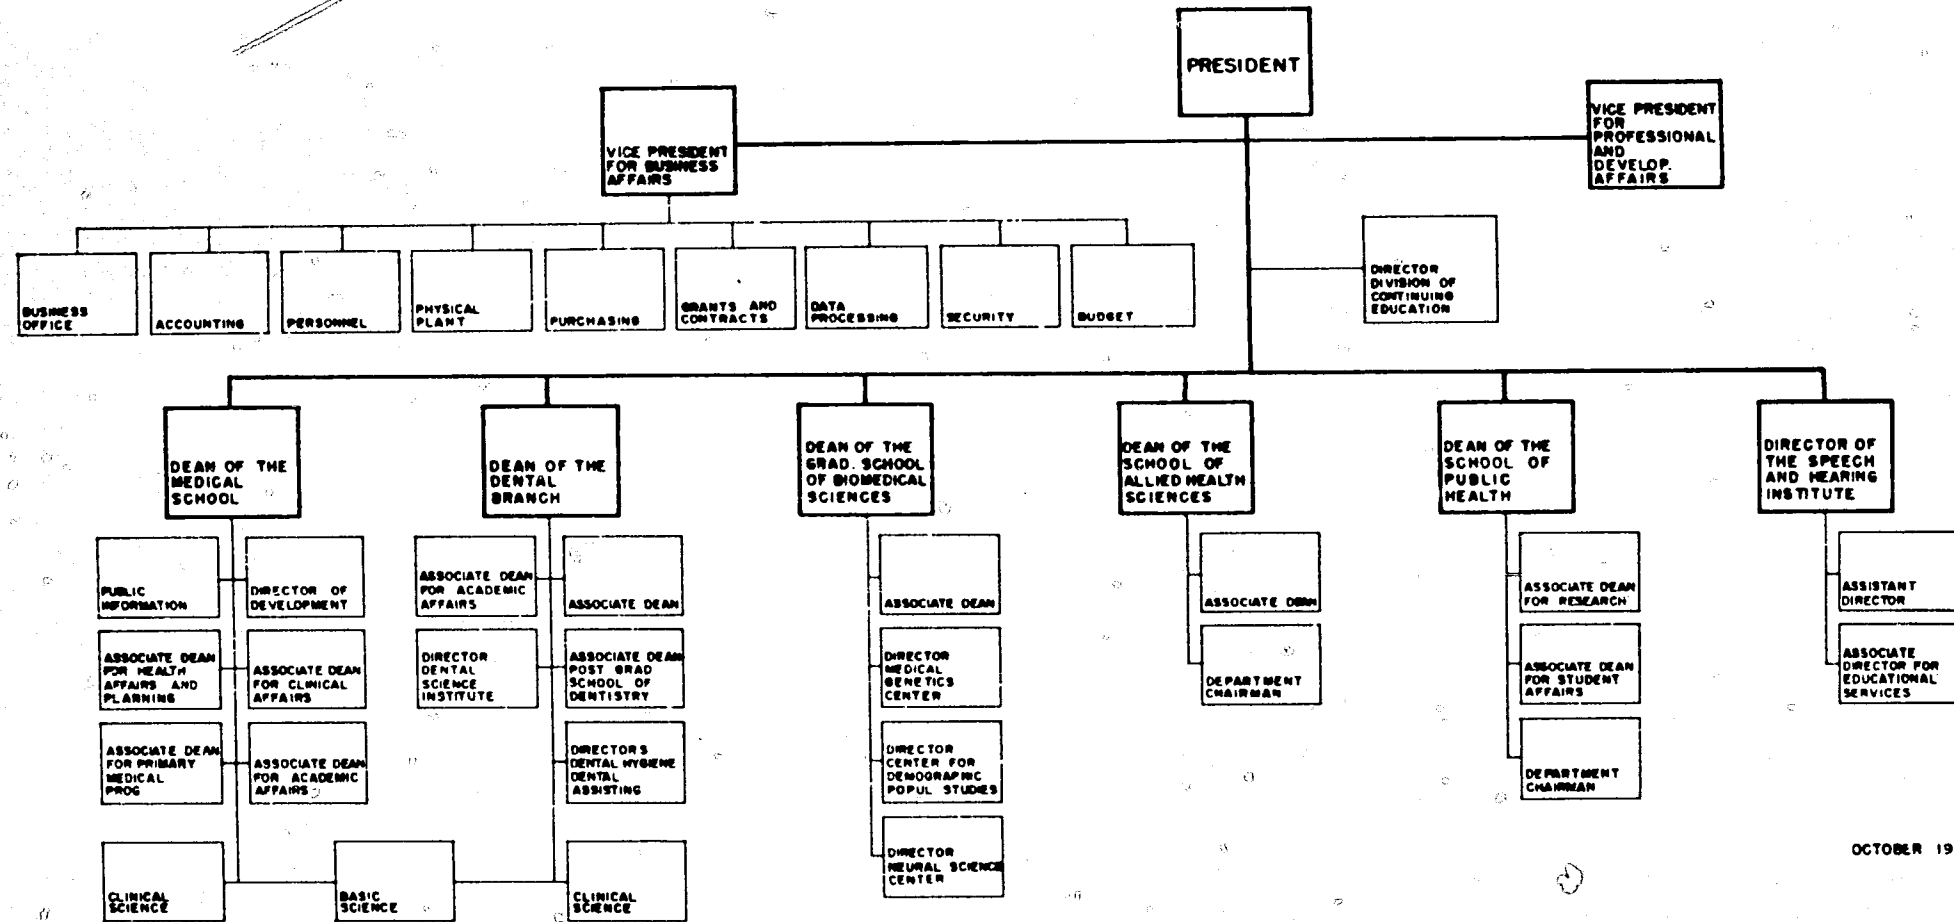 PRESIDENT
VICE PRESIDENT
FOR BUSINESS
AFFAIRS
VICE PRESIDENT
FOR
PROFESSIONAL
AND
DEVELOP.
AFFAIRS
BUSINESS
OFFICE
ACCOUNTING
PERSONNEL
PHYSICAL
PLANT
PURCHASING
GRANTS AND
CONTRACTS
DATA
PROCESSING
SECURITY
BUDGET
DIRECTOR
DIVISION OF
CONTINUING
EDUCATION
DEAN OF THE
MEDICAL
SCHOOL
DEAN OF THE
DENTAL
BRANCH
DEAN OF THE
GRAD. SCHOOL
OF BIOMEDICAL
SCIENCES
DEAN OF THE
SCHOOL OF
ALLIED HEALTH
SCIENCES
DEAN OF THE
SCHOOL OF
PUBLIC
HEALTH
DIRECTOR OF
THE SPEECH
AND HEARING
INSTITUTE
PUBLIC
INFORMATION
DIRECTOR OF
DEVELOPMENT
ASSOCIATE DEAN
FOR HEALTH
AFFAIRS AND
PLANNING
ASSOCIATE DEAN
FOR CLINICAL
AFFAIRS
ASSOCIATE DEAN
FOR PRIMARY
MEDICAL
PROG
ASSOCIATE DEAN
FOR ACADEMIC
AFFAIRS
CLINICAL
SCIENCE
BASIC
SCIENCE
ASSOCIATE DEAN
FOR ACADEMIC
AFFAIRS
ASSOCIATE DEAN
DIRECTOR
DENTAL
SCIENCE
INSTITUTE
ASSOCIATE DEAN
POST GRAD
SCHOOL OF
DENTISTRY
DIRECTORS
DENTAL HYGIENE
DENTAL
ASSISTING
CLINICAL
SCIENCE
ASSOCIATE DEAN
DIRECTOR
MEDICAL
GENETICS
CENTER
DIRECTOR
CENTER FOR
DEMOGRAPHIC
POPUL STUDIES
DIRECTOR
NEURAL SCIENCE
CENTER
ASSOCIATE DEAN
DEPARTMENT
CHAIRMAN
ASSOCIATE DEAN
FOR RESEARCH
ASSOCIATE DEAN
FOR STUDENT
AFFAIRS
DEPARTMENT
CHAIRMAN
ASSISTANT
DIRECTOR
ASSOCIATE
DIRECTOR FOR
EDUCATIONAL
SERVICES
OCTOBER 19